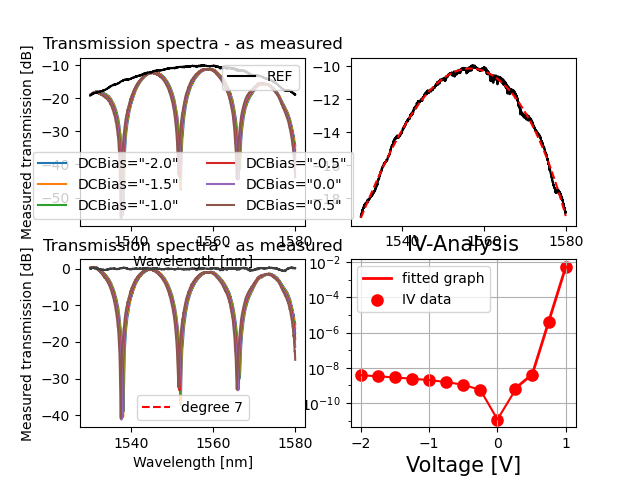 Transmission spectra - as measured
Measured transmission [dB]
−10
−20
−30
−40
−50
REF
DCBias="-2.0"
DCBias="-1.5"
DCBias="-1.0"
DCBias="-0.5"
DCBias="0.0"
DCBias="0.5"
1540
1560
1580
Wavelength [nm]
−10
−12
−14
−16
−18
1540
1560
1580
Transmission spectra - as measured
Measured transmission [dB]
0
−10
−20
−30
−40
degree 7
1540
1560
1580
Wavelength [nm]
IV-Analysis
10⁻²
10⁻⁴
10⁻⁶
10⁻⁸
10⁻¹⁰
fitted graph
IV data
−2
−1
0
1
Voltage [V]